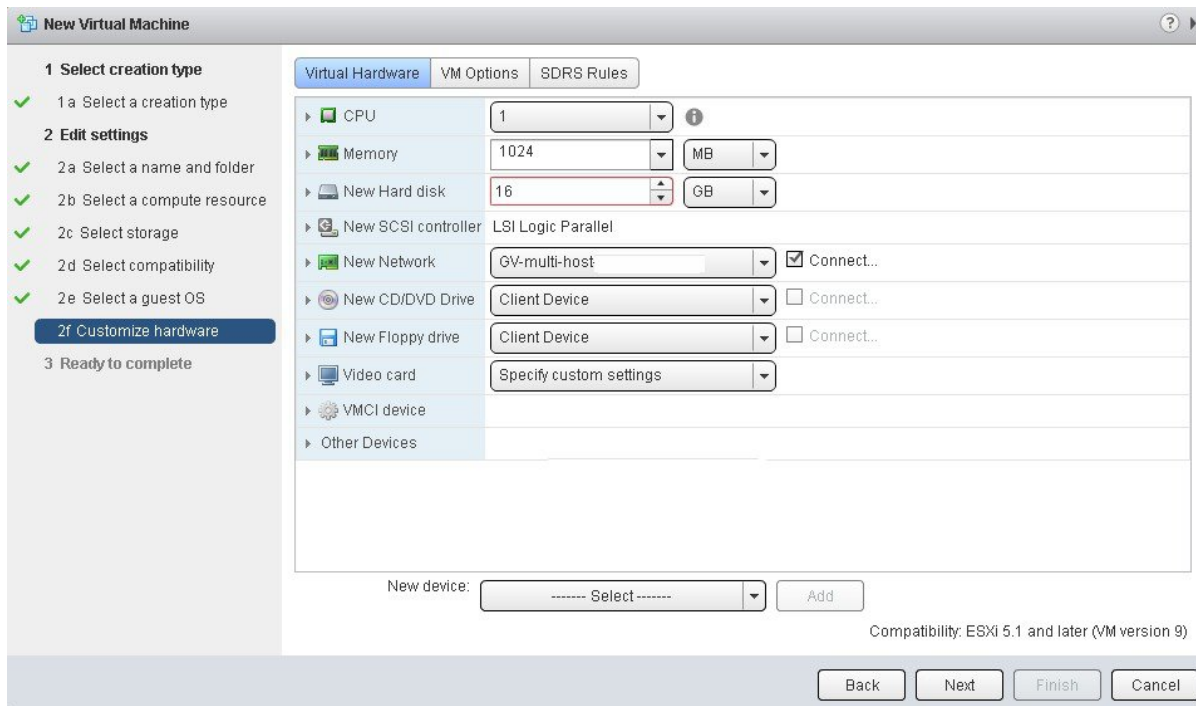 New Virtual Machine
?
1 Select creation type
1a Select a creation type
2 Edit settings
2a Select a name and folder
2b Select a compute resource
2c Select storage
2d Select compatibility
2e Select a guest OS
2f Customize hardware
3 Ready to complete
Virtual Hardware VM Options SDRS Rules
CPU 1
Memory 1024 MB
New Hard disk 16 GB
New SCSI controller LSI Logic Parallel
New Network GV-multi-host Connect...
New CD/DVD Drive Client Device Connect...
New Floppy drive Client Device Connect...
Video card Specify custom settings
VMCI device
Other Devices
New device: ------- Select ------- Add
Compatibility: ESXi 5.1 and later (VM version 9)
Back Next Finish Cancel